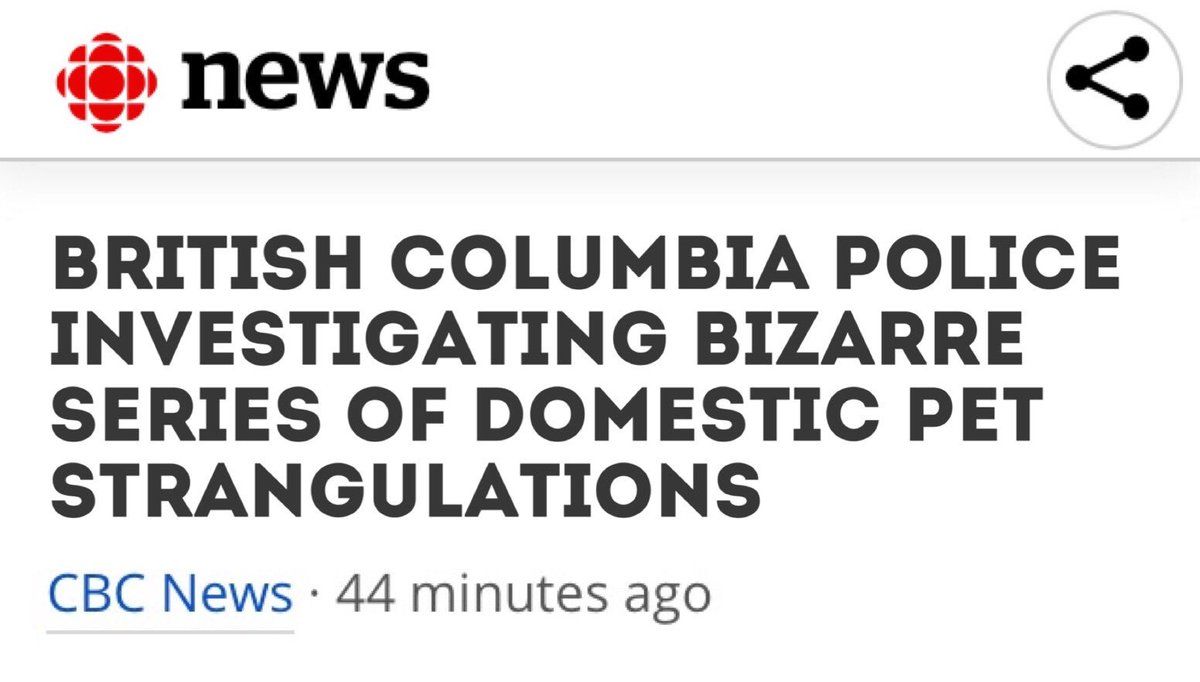 news
BRITISH COLUMBIA POLICE
INVESTIGATING BIZARRE
SERIES OF DOMESTIC PET
STRANGULATIONS
CBC News · 44 minutes ago